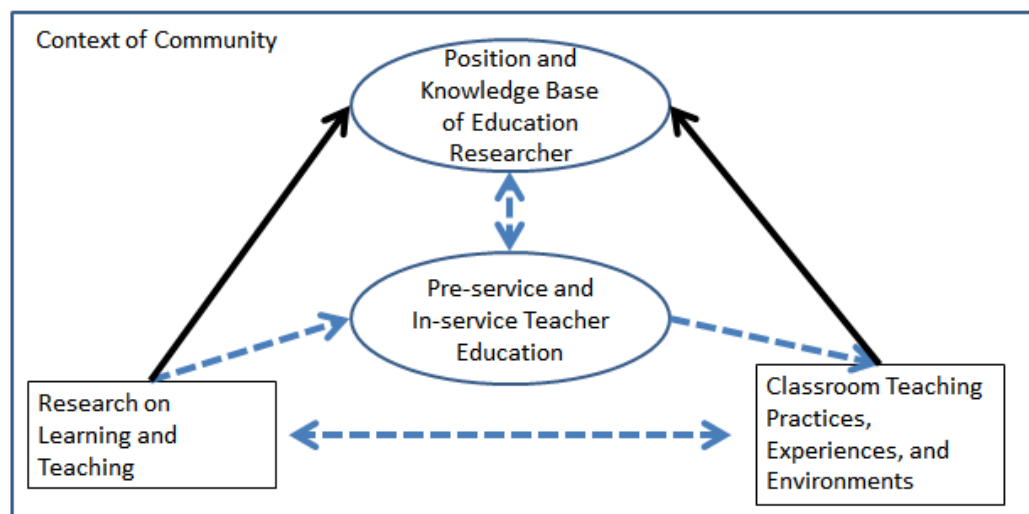 Context of Community
Position and
Knowledge Base
of Education
Researcher
Pre-service and
In-service Teacher
Education
Research on
Learning and
Teaching
Classroom Teaching
Practices,
Experiences, and
Environments